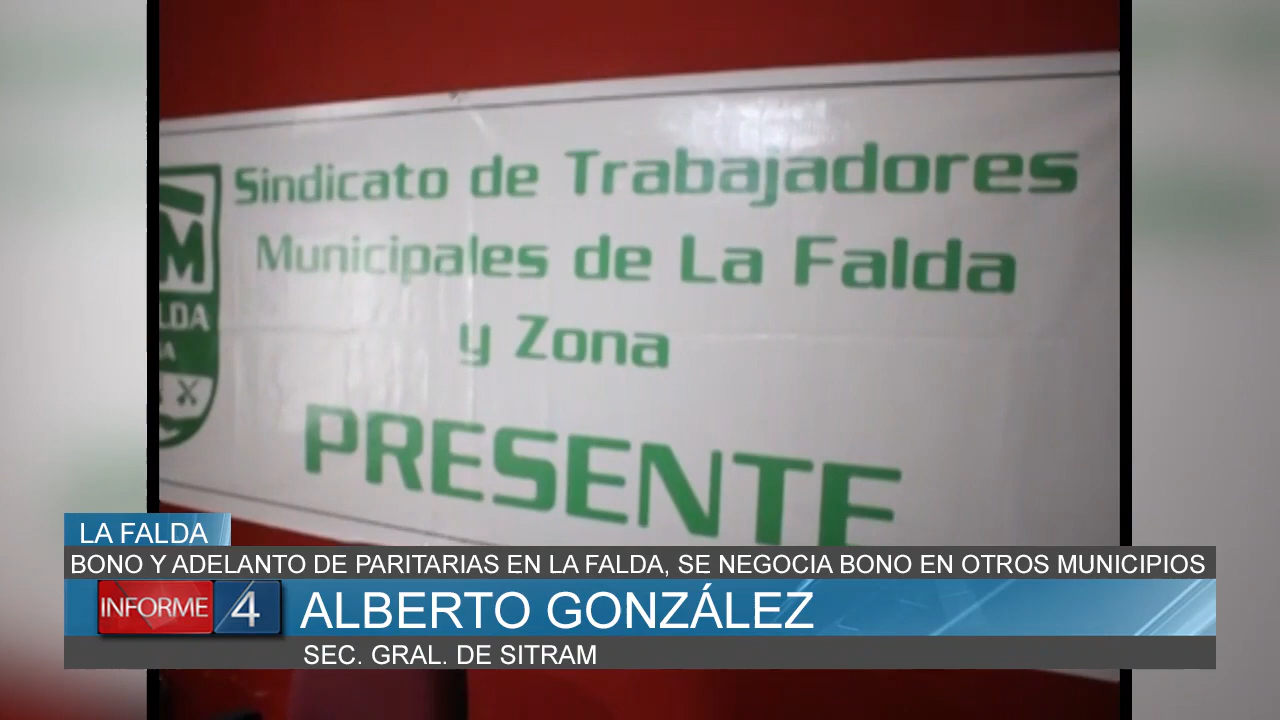 Sindicato de Trabajadores
Municipales de La Falda
y Zona
PRESENTE
M
LDA
LA FALDA
BONO Y ADELANTO DE PARITARIAS EN LA FALDA, SE NEGOCIA BONO EN OTROS MUNICIPIOS
INFORME 4
ALBERTO GONZÁLEZ
SEC. GRAL. DE SITRAM